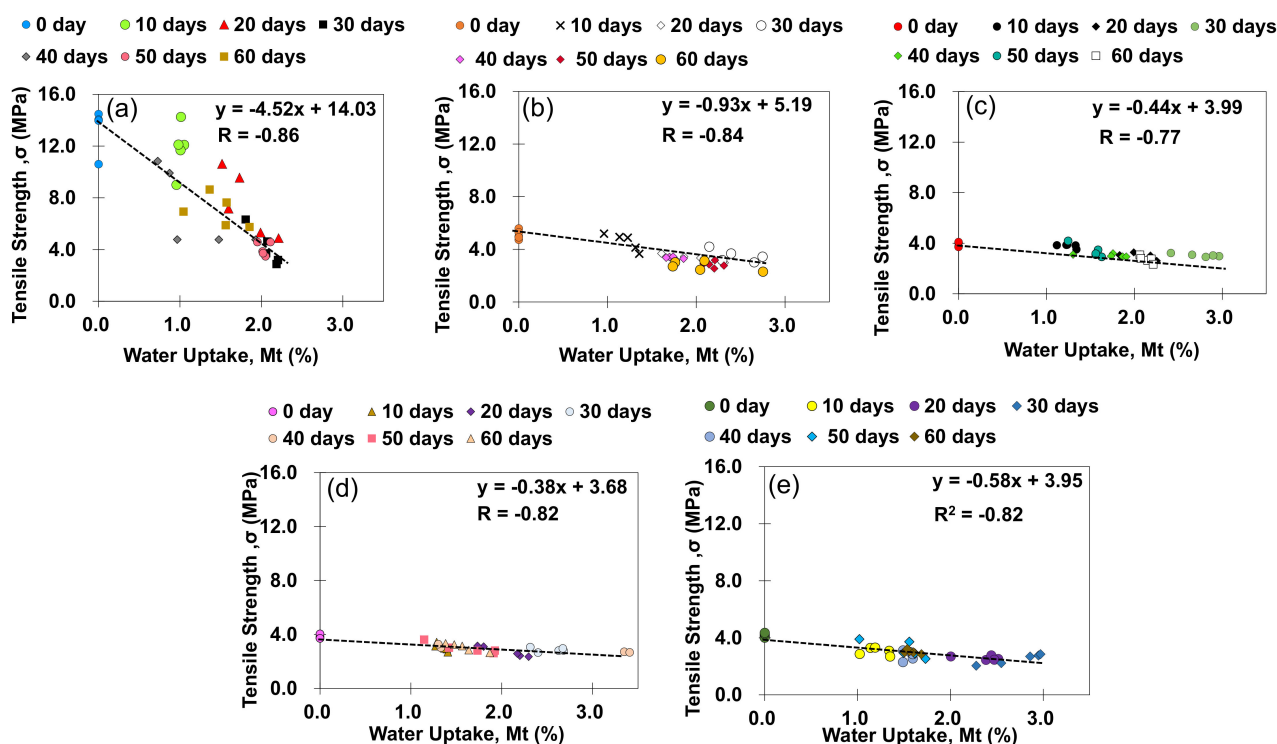 0 day 10 days 20 days 30 days
40 days 50 days 60 days
(a)
y = -4.52x + 14.03
R = -0.86
Tensile Strength ,σ (MPa)
16.0
12.0
8.0
4.0
0.0
0.0 1.0 2.0 3.0
Water Uptake, Mt (%)
0 day 10 days 20 days 30 days
40 days 50 days 60 days
(b)
y = -0.93x + 5.19
R = -0.84
Tensile Strength ,σ (MPa)
16.0
12.0
8.0
4.0
0.0
0.0 1.0 2.0 3.0
Water Uptake, Mt (%)
0 day 10 days 20 days 30 days
40 days 50 days 60 days
(c)
y = -0.44x + 3.99
R = -0.77
Tensile Strength ,σ (MPa)
16.0
12.0
8.0
4.0
0.0
0.0 1.0 2.0 3.0
Water Uptake, Mt (%)
0 day 10 days 20 days 30 days
40 days 50 days 60 days
(d)
y = -0.38x + 3.68
R = -0.82
Tensile Strength ,σ (MPa)
16.0
12.0
8.0
4.0
0.0
0.0 1.0 2.0 3.0
Water Uptake, Mt (%)
0 day 10 days 20 days 30 days
40 days 50 days 60 days
(e)
y = -0.58x + 3.95
R² = -0.82
Tensile Strength ,σ (MPa)
16.0
12.0
8.0
4.0
0.0
0.0 1.0 2.0 3.0
Water Uptake, Mt (%)